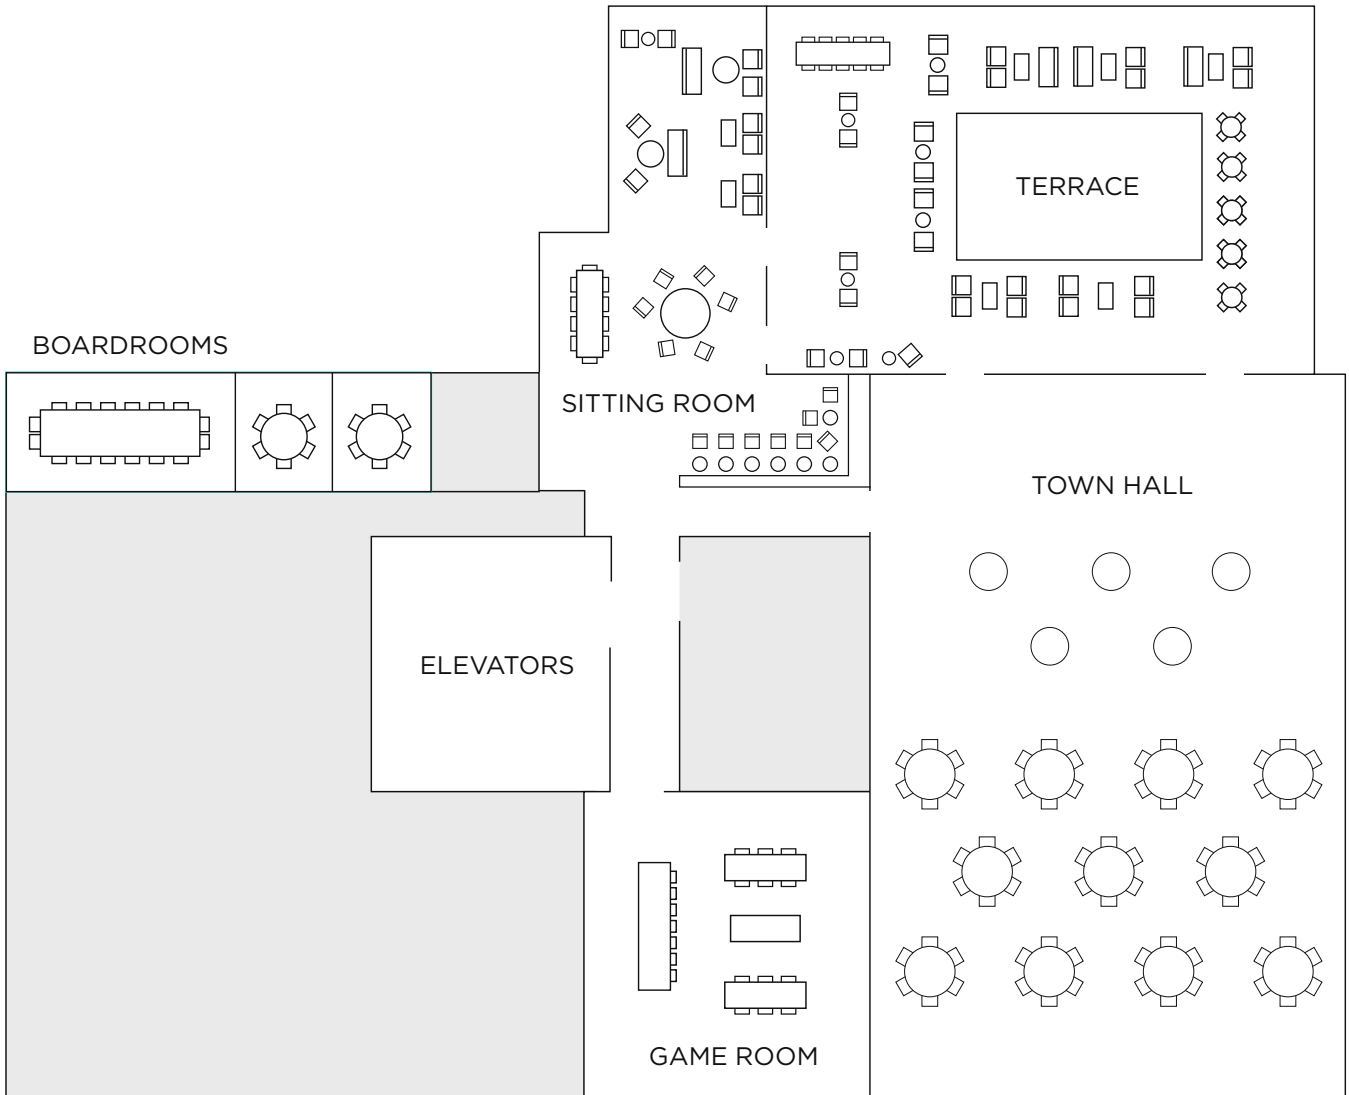 TERRACE
BOARDROOMS
SITTING ROOM
TOWN HALL
ELEVATORS
GAME ROOM